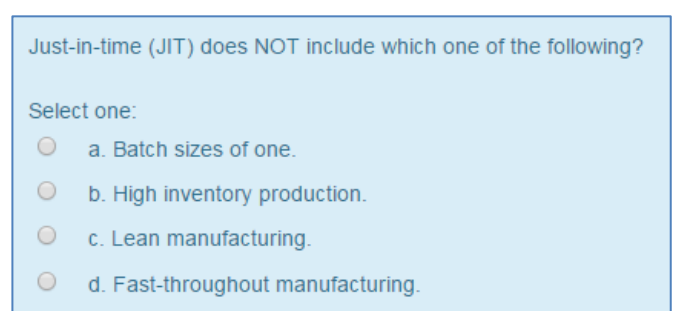 Just-in-time (JIT) does NOT include which one of the following?
Select one:
a. Batch sizes of one.
b. High inventory production.
c. Lean manufacturing.
d. Fast-throughout manufacturing.